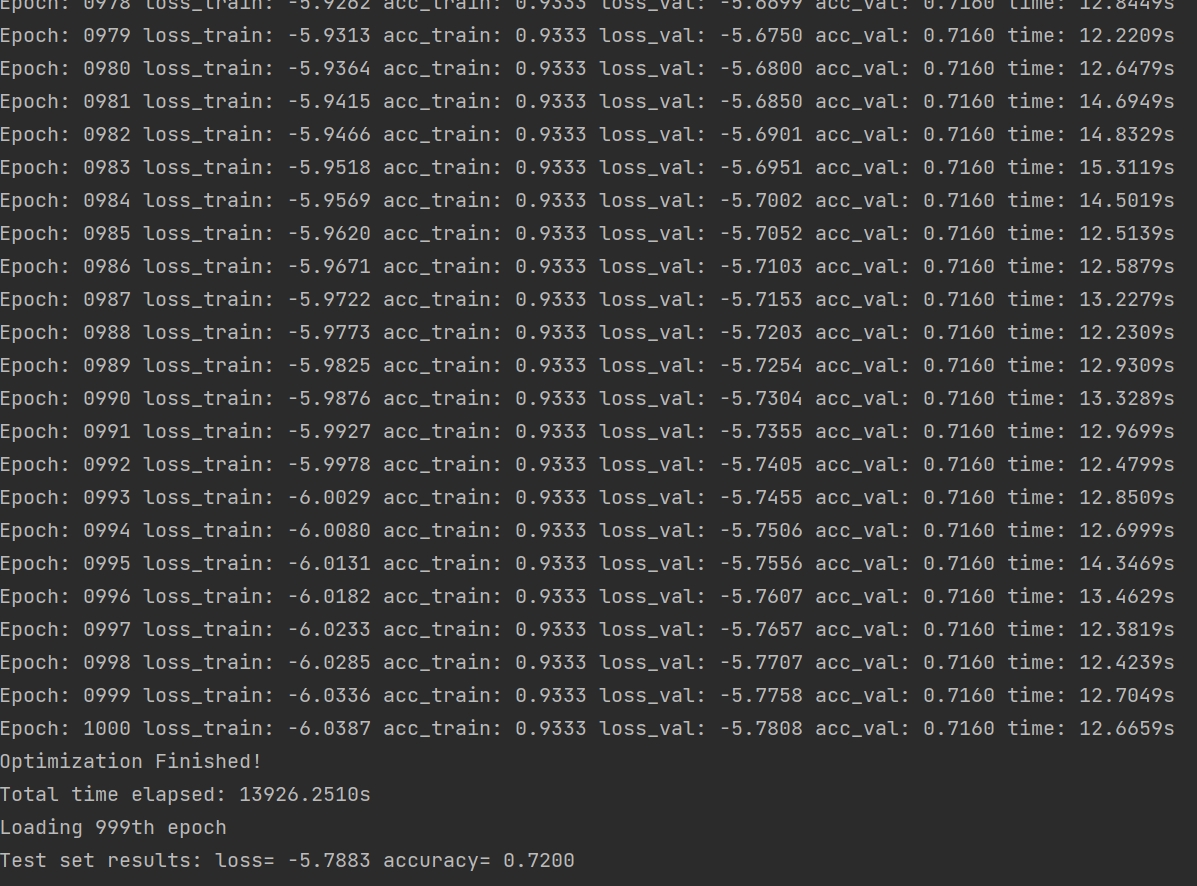 Epoch: 0978 loss_train: -5.9262 acc_train: 0.9333 loss_val: -5.6699 acc_val: 0.7160 time: 12.8449s
Epoch: 0979 loss_train: -5.9313 acc_train: 0.9333 loss_val: -5.6750 acc_val: 0.7160 time: 12.2209s
Epoch: 0980 loss_train: -5.9364 acc_train: 0.9333 loss_val: -5.6800 acc_val: 0.7160 time: 12.6479s
Epoch: 0981 loss_train: -5.9415 acc_train: 0.9333 loss_val: -5.6850 acc_val: 0.7160 time: 14.6949s
Epoch: 0982 loss_train: -5.9466 acc_train: 0.9333 loss_val: -5.6901 acc_val: 0.7160 time: 14.8329s
Epoch: 0983 loss_train: -5.9518 acc_train: 0.9333 loss_val: -5.6951 acc_val: 0.7160 time: 15.3119s
Epoch: 0984 loss_train: -5.9569 acc_train: 0.9333 loss_val: -5.7002 acc_val: 0.7160 time: 14.5019s
Epoch: 0985 loss_train: -5.9620 acc_train: 0.9333 loss_val: -5.7052 acc_val: 0.7160 time: 12.5139s
Epoch: 0986 loss_train: -5.9671 acc_train: 0.9333 loss_val: -5.7103 acc_val: 0.7160 time: 12.5879s
Epoch: 0987 loss_train: -5.9722 acc_train: 0.9333 loss_val: -5.7153 acc_val: 0.7160 time: 13.2279s
Epoch: 0988 loss_train: -5.9773 acc_train: 0.9333 loss_val: -5.7203 acc_val: 0.7160 time: 12.2309s
Epoch: 0989 loss_train: -5.9825 acc_train: 0.9333 loss_val: -5.7254 acc_val: 0.7160 time: 12.9309s
Epoch: 0990 loss_train: -5.9876 acc_train: 0.9333 loss_val: -5.7304 acc_val: 0.7160 time: 13.3289s
Epoch: 0991 loss_train: -5.9927 acc_train: 0.9333 loss_val: -5.7355 acc_val: 0.7160 time: 12.9699s
Epoch: 0992 loss_train: -5.9978 acc_train: 0.9333 loss_val: -5.7405 acc_val: 0.7160 time: 12.4799s
Epoch: 0993 loss_train: -6.0029 acc_train: 0.9333 loss_val: -5.7455 acc_val: 0.7160 time: 12.8509s
Epoch: 0994 loss_train: -6.0080 acc_train: 0.9333 loss_val: -5.7506 acc_val: 0.7160 time: 12.6999s
Epoch: 0995 loss_train: -6.0131 acc_train: 0.9333 loss_val: -5.7556 acc_val: 0.7160 time: 14.3469s
Epoch: 0996 loss_train: -6.0182 acc_train: 0.9333 loss_val: -5.7607 acc_val: 0.7160 time: 13.4629s
Epoch: 0997 loss_train: -6.0233 acc_train: 0.9333 loss_val: -5.7657 acc_val: 0.7160 time: 12.3819s
Epoch: 0998 loss_train: -6.0285 acc_train: 0.9333 loss_val: -5.7707 acc_val: 0.7160 time: 12.4239s
Epoch: 0999 loss_train: -6.0336 acc_train: 0.9333 loss_val: -5.7758 acc_val: 0.7160 time: 12.7049s
Epoch: 1000 loss_train: -6.0387 acc_train: 0.9333 loss_val: -5.7808 acc_val: 0.7160 time: 12.6659s
Optimization Finished!
Total time elapsed: 13926.2510s
Loading 999th epoch
Test set results: loss= -5.7883 accuracy= 0.7200